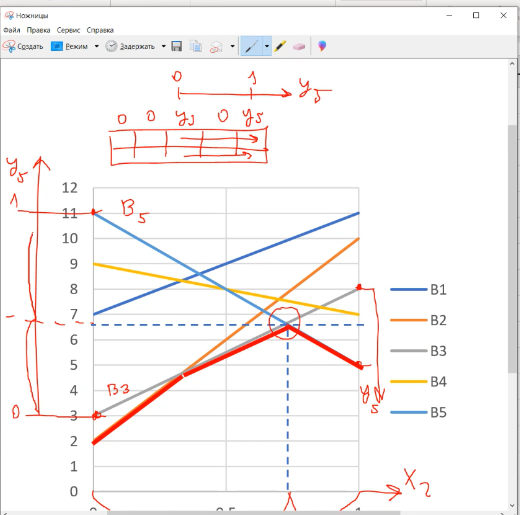 Ножницы
Файл Правка Сервис Справка
Создать Режим Задержать
0 1 y5
0 0 y3 0 y5
y5
1
0
B5
B3
12
11
10
9
8
7
6
5
4
3
2
1
0
0.5
1
B1
B2
B3
B4
B5
y5
X2